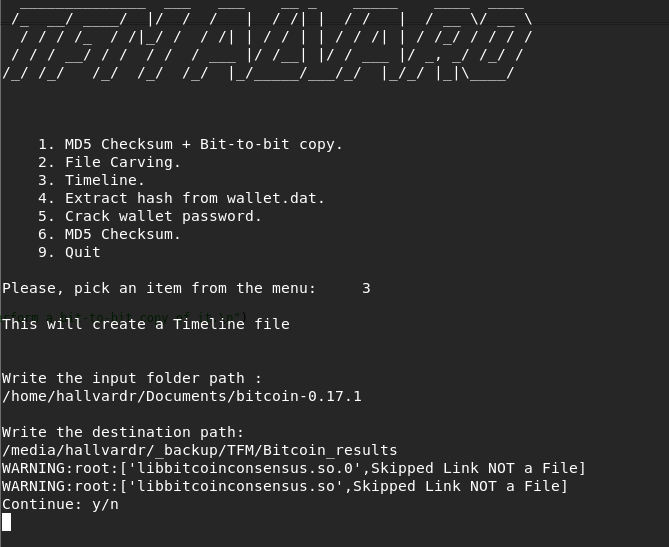 1. MD5 Checksum + Bit-to-bit copy.
2. File Carving.
3. Timeline.
4. Extract hash from wallet.dat.
5. Crack wallet password.
6. MD5 Checksum.
9. Quit
Please, pick an item from the menu: 3
This will create a Timeline file
Write the input folder path :
/home/hallvardr/Documents/bitcoin-0.17.1
Write the destination path:
/media/hallvardr/_backup/TFM/Bitcoin_results
WARNING:root:['libbitcoinconsensus.so.0',Skipped Link NOT a File]
WARNING:root:['libbitcoinconsensus.so',Skipped Link NOT a File]
Continue: y/n